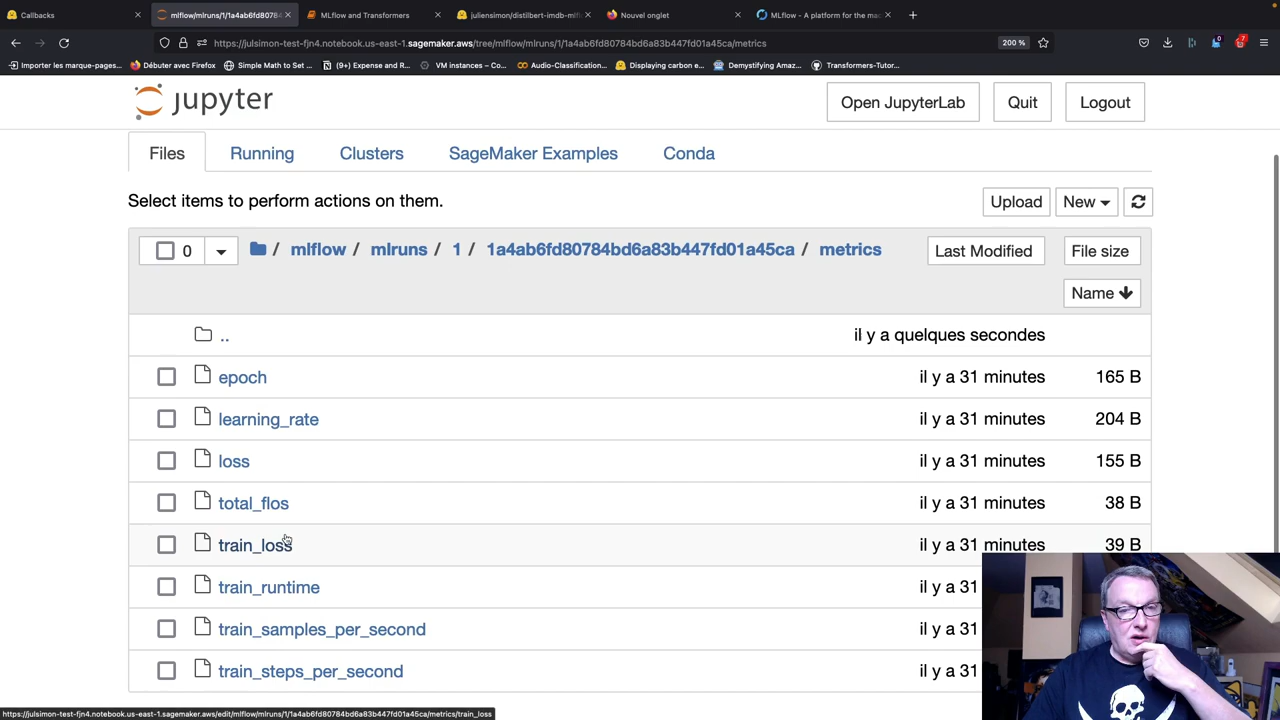 Callbacks
mlflow/mlruns/1/1a4ab6fd80784
MLflow and Transformers
juliensimon/distilbert-imdb-mlf
Nouvel onglet
MLflow - A platform for the ma
https://julsimon-test-fjn4.notebook.us-east-1.sagemaker.aws/tree/mlflow/mlruns/1/1a4ab6fd80784bd6a83b447fd01a45ca/metrics
200 %
0
7
Importer les marque-pages...
Débuter avec Firefox
Simple Math to Set ...
(9+) Expense and R...
VM instances – Co...
Audio-Classification...
Displaying carbon e...
Demystifying Amaz...
Transformers-Tutor...
jupyter
Open JupyterLab
Quit
Logout
Files
Running
Clusters
SageMaker Examples
Conda
Select items to perform actions on them.
Upload
New
0
/ mlflow / mlruns / 1 / 1a4ab6fd80784bd6a83b447fd01a45ca / metrics
Last Modified
File size
Name
.. il y a quelques secondes
epoch il y a 31 minutes 165 B
learning_rate il y a 31 minutes 204 B
loss il y a 31 minutes 155 B
total_flos il y a 31 minutes 38 B
train_loss il y a 31 minutes 39 B
train_runtime il y a 31
train_samples_per_second il y a 31
train_steps_per_second il y a 31
https://julsimon-test-fjn4.notebook.us-east-1.sagemaker.aws/edit/mlflow/mlruns/1/1a4ab6fd80784bd6a83b447fd01a45ca/metrics/train_loss